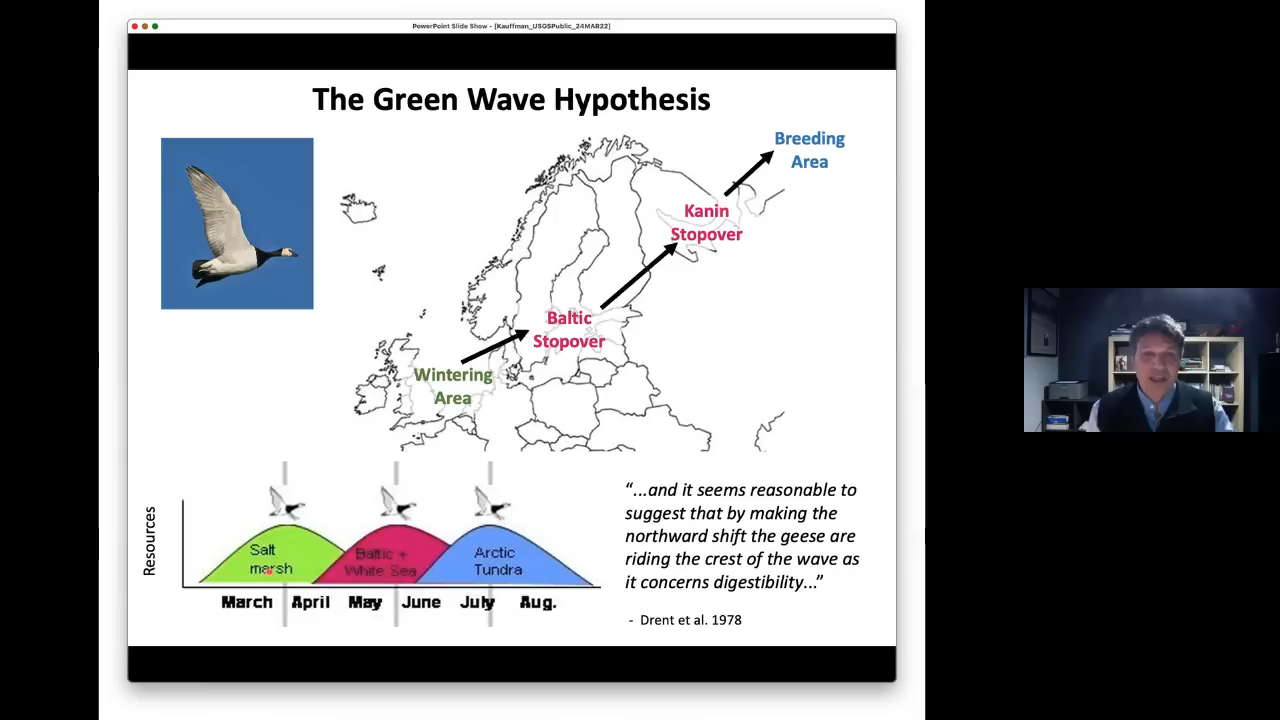 PowerPoint Slide Show - [Kauffman_USGSPublic_24MAR22]
The Green Wave Hypothesis
Breeding
Area
Kanin
Stopover
Baltic
Stopover
Wintering
Area
Resources
Salt
marsh
Baltic +
White Sea
Arctic
Tundra
March April May June July Aug.
“...and it seems reasonable to
suggest that by making the
northward shift the geese are
riding the crest of the wave as
it concerns digestibility...”
- Drent et al. 1978